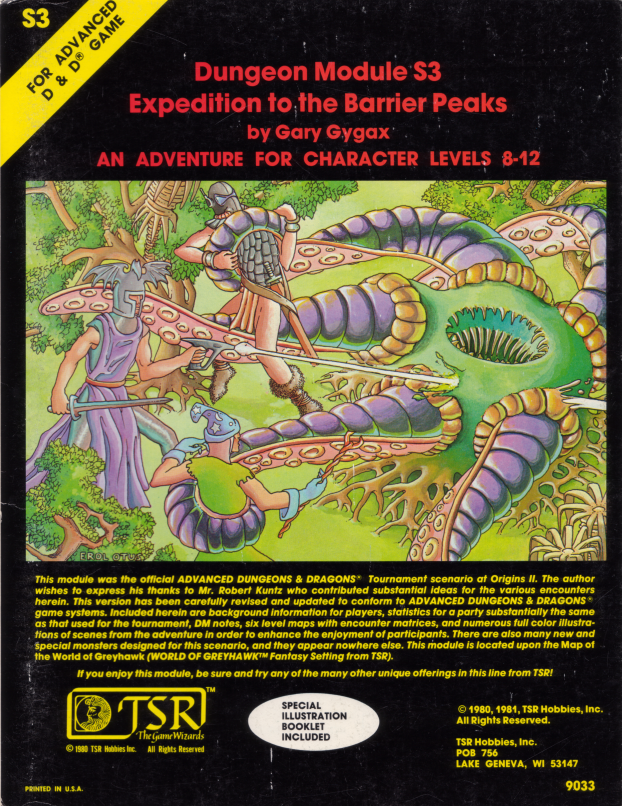 S3
FOR ADVANCED
D & D® GAME
Dungeon Module S3
Expedition to the Barrier Peaks
by Gary Gygax
AN ADVENTURE FOR CHARACTER LEVELS 8-12
EROL OTUS
This module was the official ADVANCED DUNGEONS & DRAGONS® Tournament scenario at Origins II. The author
wishes to express his thanks to Mr. Robert Kuntz who contributed substantial ideas for the various encounters
herein. This version has been carefully revised and updated to conform to ADVANCED DUNGEONS & DRAGONS®
game systems. Included herein are background information for players, statistics for a party substantially the same
as that used for the tournament, DM notes, six level maps with encounter matrices, and numerous full color illustra-
tions of scenes from the adventure in order to enhance the enjoyment of participants. There are also many new and
special monsters designed for this scenario, and they appear nowhere else. This module is located upon the Map of
the World of Greyhawk (WORLD OF GREYHAWK™ Fantasy Setting from TSR).
If you enjoy this module, be sure and try any of the many other unique offerings in this line from TSR!
TSR™
The Game Wizards
© 1980 TSR Hobbies Inc. All Rights Reserved
SPECIAL
ILLUSTRATION
BOOKLET
INCLUDED
© 1980, 1981, TSR Hobbies, Inc.
All Rights Reserved.
TSR Hobbies, Inc.
POB 756
LAKE GENEVA, WI 53147
PRINTED IN U.S.A.
9033